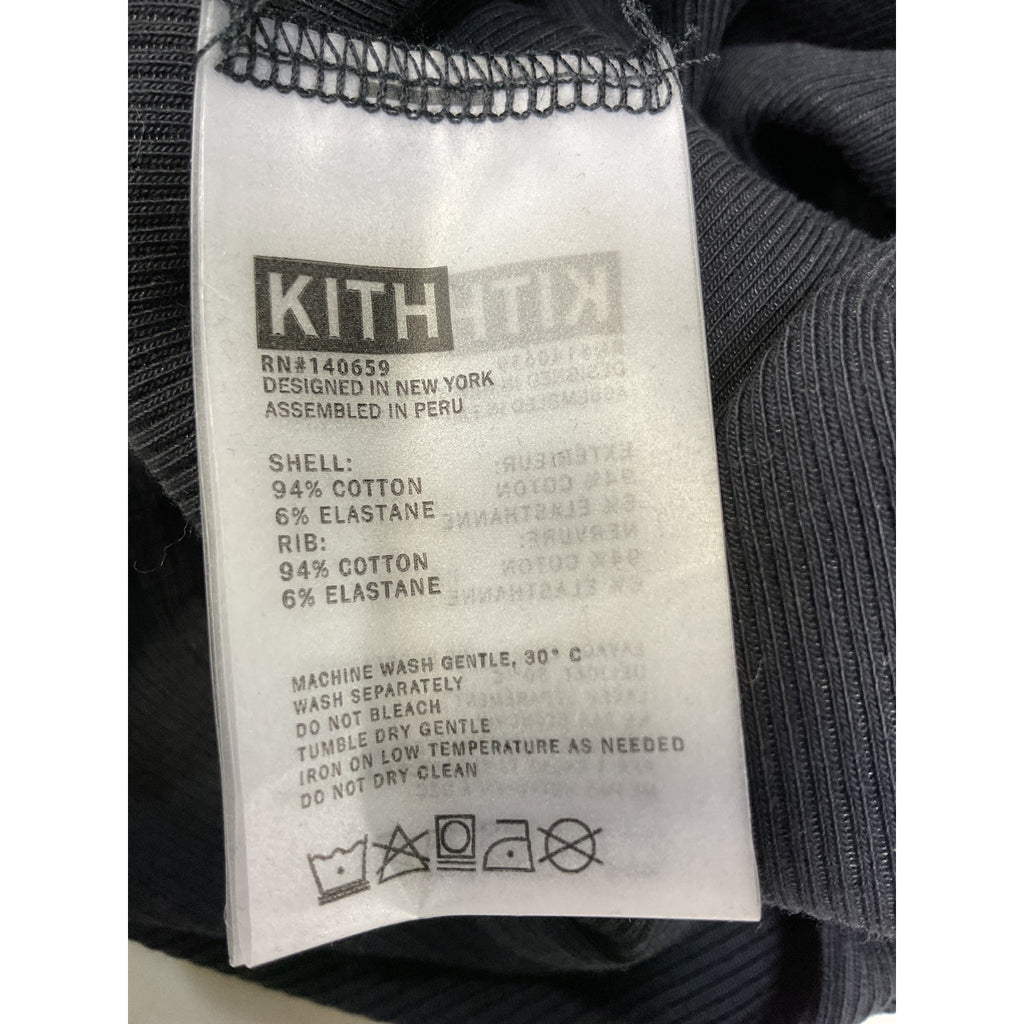 KITH
RN#140659
DESIGNED IN NEW YORK
ASSEMBLED IN PERU
SHELL:
94% COTTON
6% ELASTANE
RIB:
94% COTTON
6% ELASTANE
MACHINE WASH GENTLE, 30° C
WASH SEPARATELY
DO NOT BLEACH
TUMBLE DRY GENTLE
IRON ON LOW TEMPERATURE AS NEEDED
DO NOT DRY CLEAN